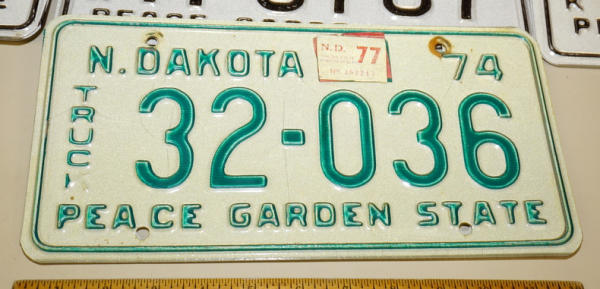 N. DAKOTA
N.D. 77
74
TRUCK
32-036
PEACE GARDEN STATE